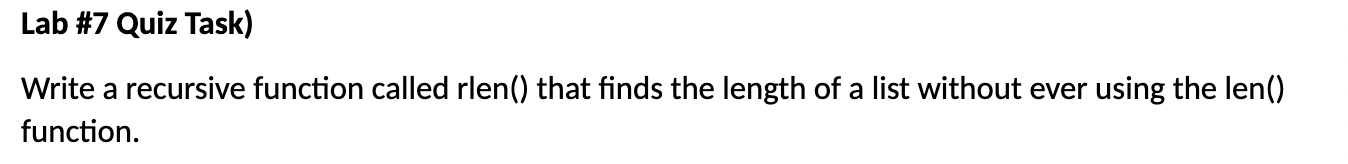 Lab #7 Quiz Task)
Write a recursive function called rlen() that finds the length of a list without ever using the len()
function.